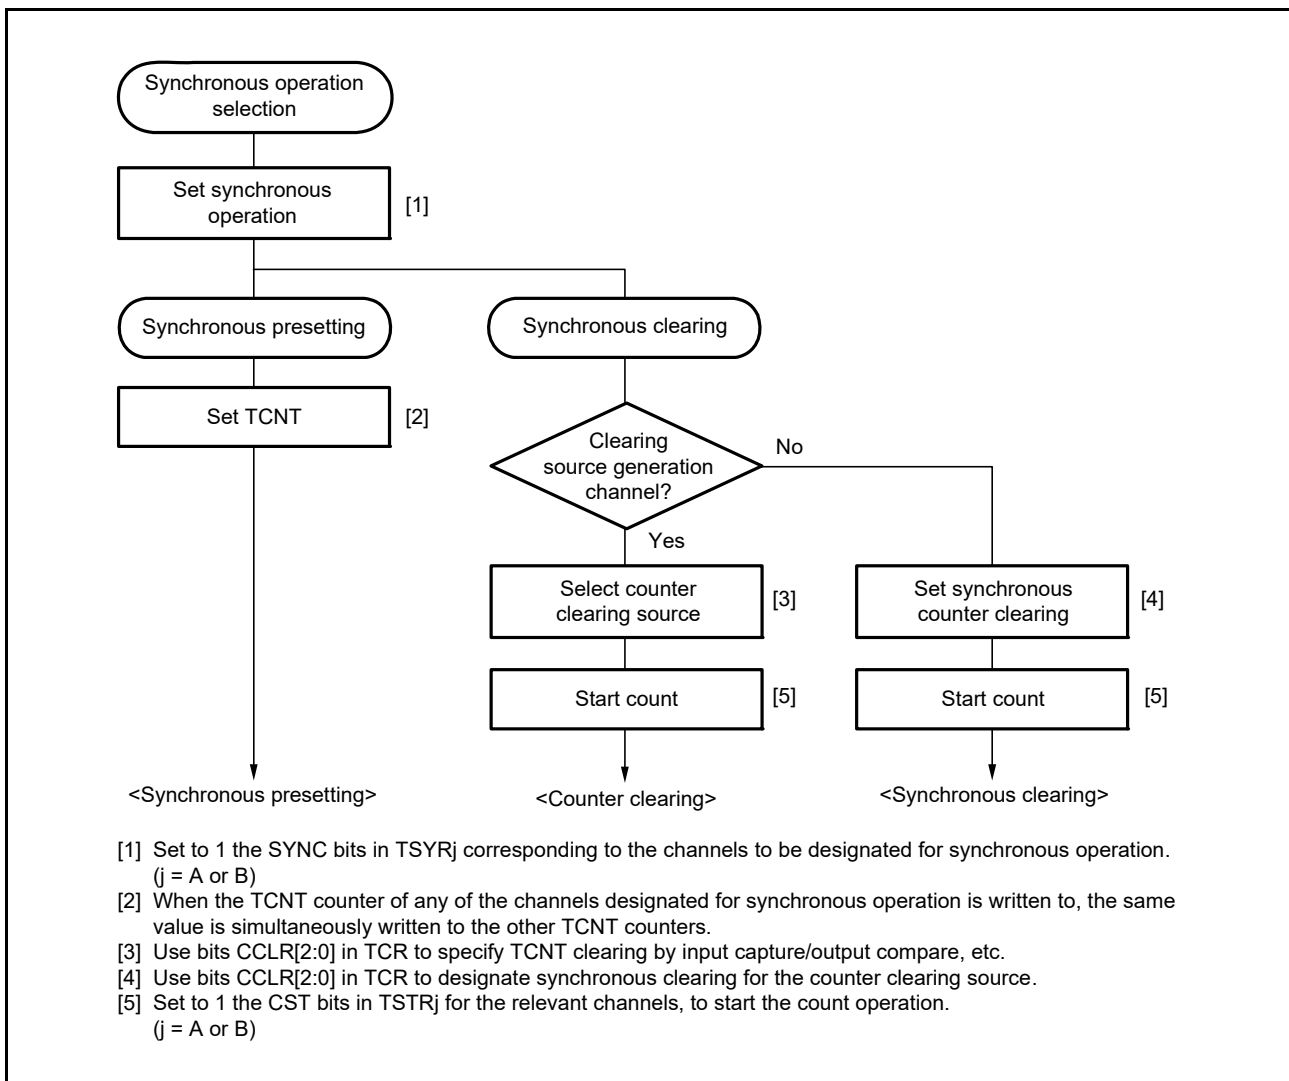 Synchronous operation
selection
Set synchronous
operation
[1]
Synchronous presetting
Synchronous clearing
Set TCNT
[2]
Clearing
source generation
channel?
No
Yes
Select counter
clearing source
[3]
Set synchronous
counter clearing
[4]
Start count
[5]
Start count
[5]
<Synchronous presetting>
<Counter clearing>
<Synchronous clearing>
[1] Set to 1 the SYNC bits in TSYRj corresponding to the channels to be designated for synchronous operation.
(j = A or B)
[2] When the TCNT counter of any of the channels designated for synchronous operation is written to, the same
value is simultaneously written to the other TCNT counters.
[3] Use bits CCLR[2:0] in TCR to specify TCNT clearing by input capture/output compare, etc.
[4] Use bits CCLR[2:0] in TCR to designate synchronous clearing for the counter clearing source.
[5] Set to 1 the CST bits in TSTRj for the relevant channels, to start the count operation.
(j = A or B)